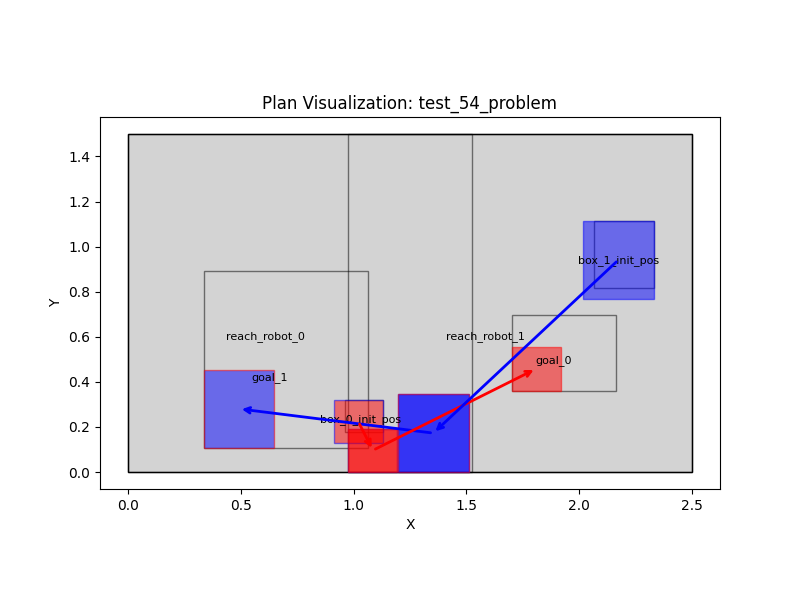 Plan Visualization: test_54_problem
1.4
1.2
1.0
0.8
0.6
0.4
0.2
0.0
Y
box_1_init_pos
reach_robot_0
reach_robot_1
goal_0
goal_1
box_0_init_pos
0.0 0.5 1.0 1.5 2.0 2.5
X